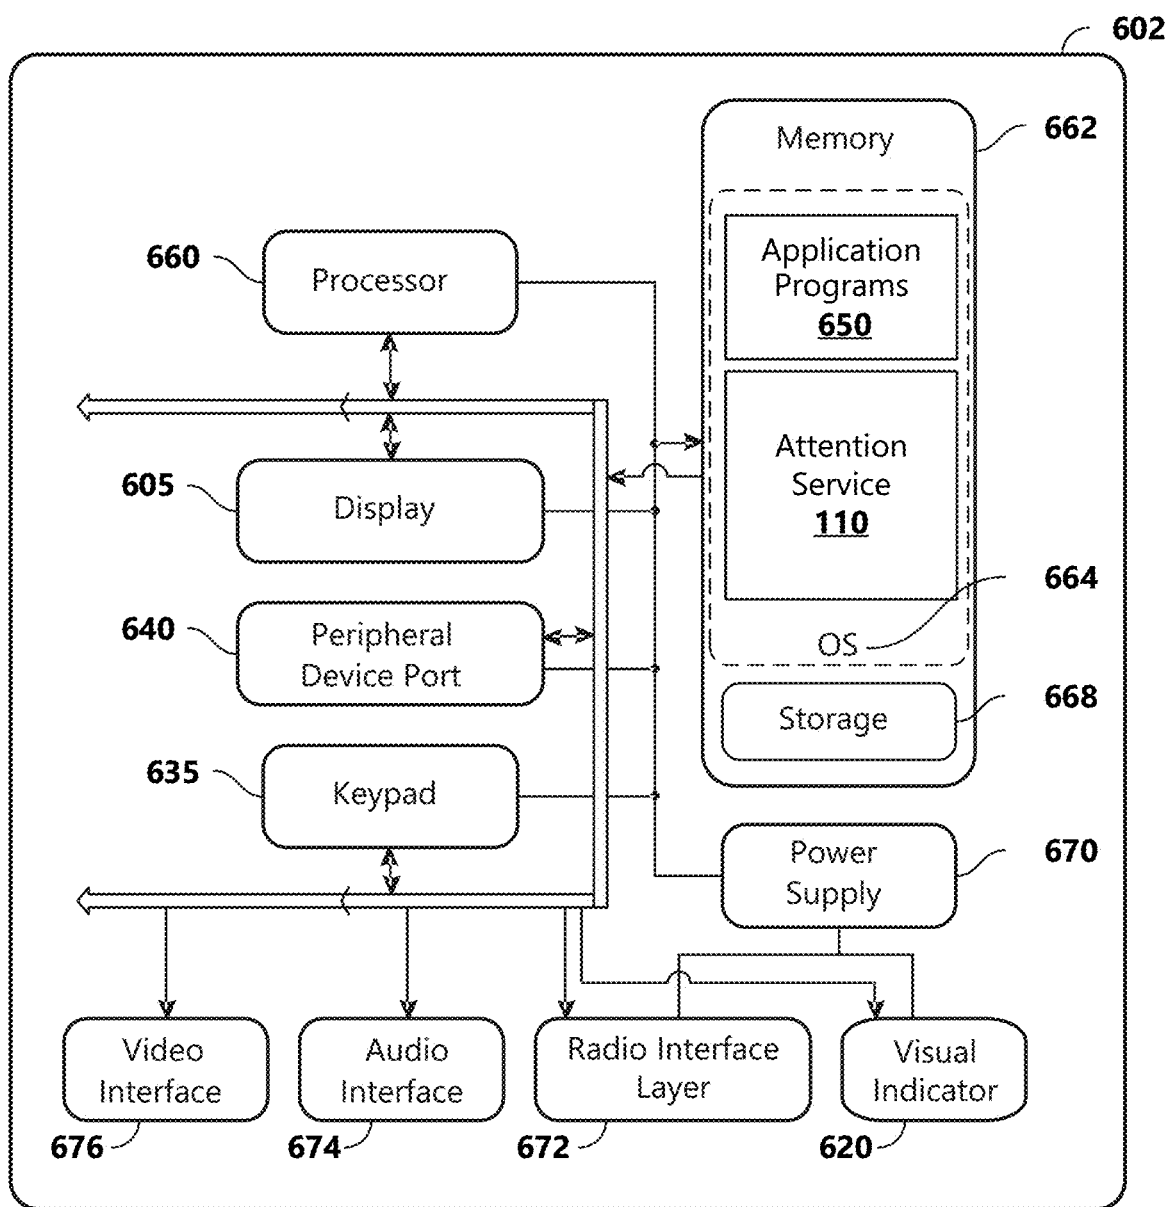 602
Memory
662
Application
Programs
650
660
Processor
Attention
Service
110
605
Display
664
640
Peripheral
Device Port
OS
668
Storage
635
Keypad
Power
Supply
670
Video
Interface
Audio
Interface
Radio Interface
Layer
Visual
Indicator
676
674
672
620